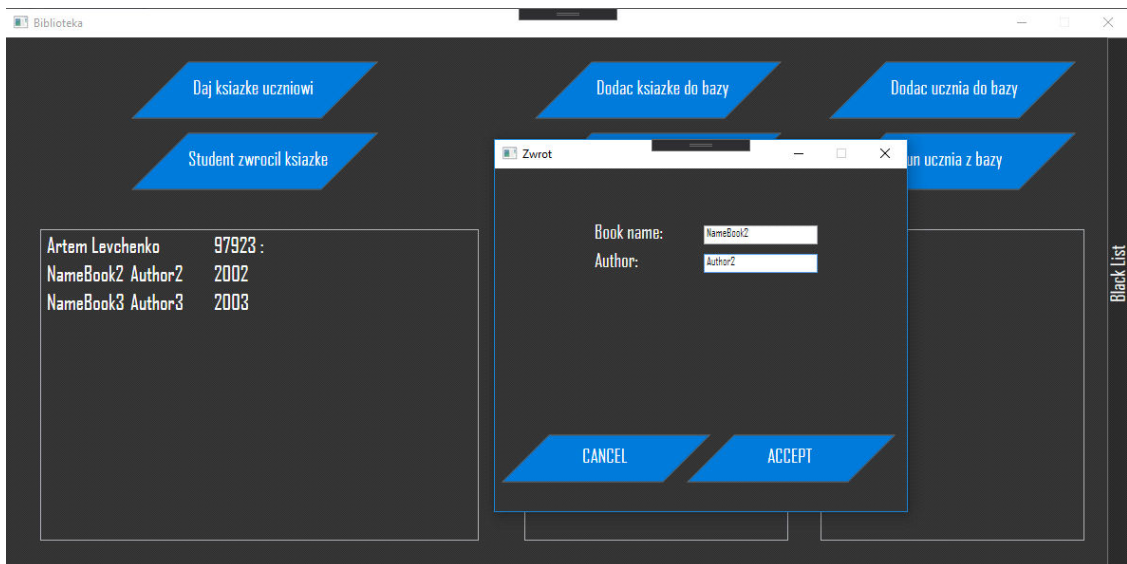 Biblioteka
Daj ksiazke uczniowi
Dodac ksiazke do bazy
Dodac ucznia do bazy
Student zwrocil ksiazke
un ucznia z bazy
Zwrot
Book name: NameBook2
Author: Author2
CANCEL
ACCEPT
Artem Levchenko 97923 :
NameBook2 Author2 2002
NameBook3 Author3 2003
Black List